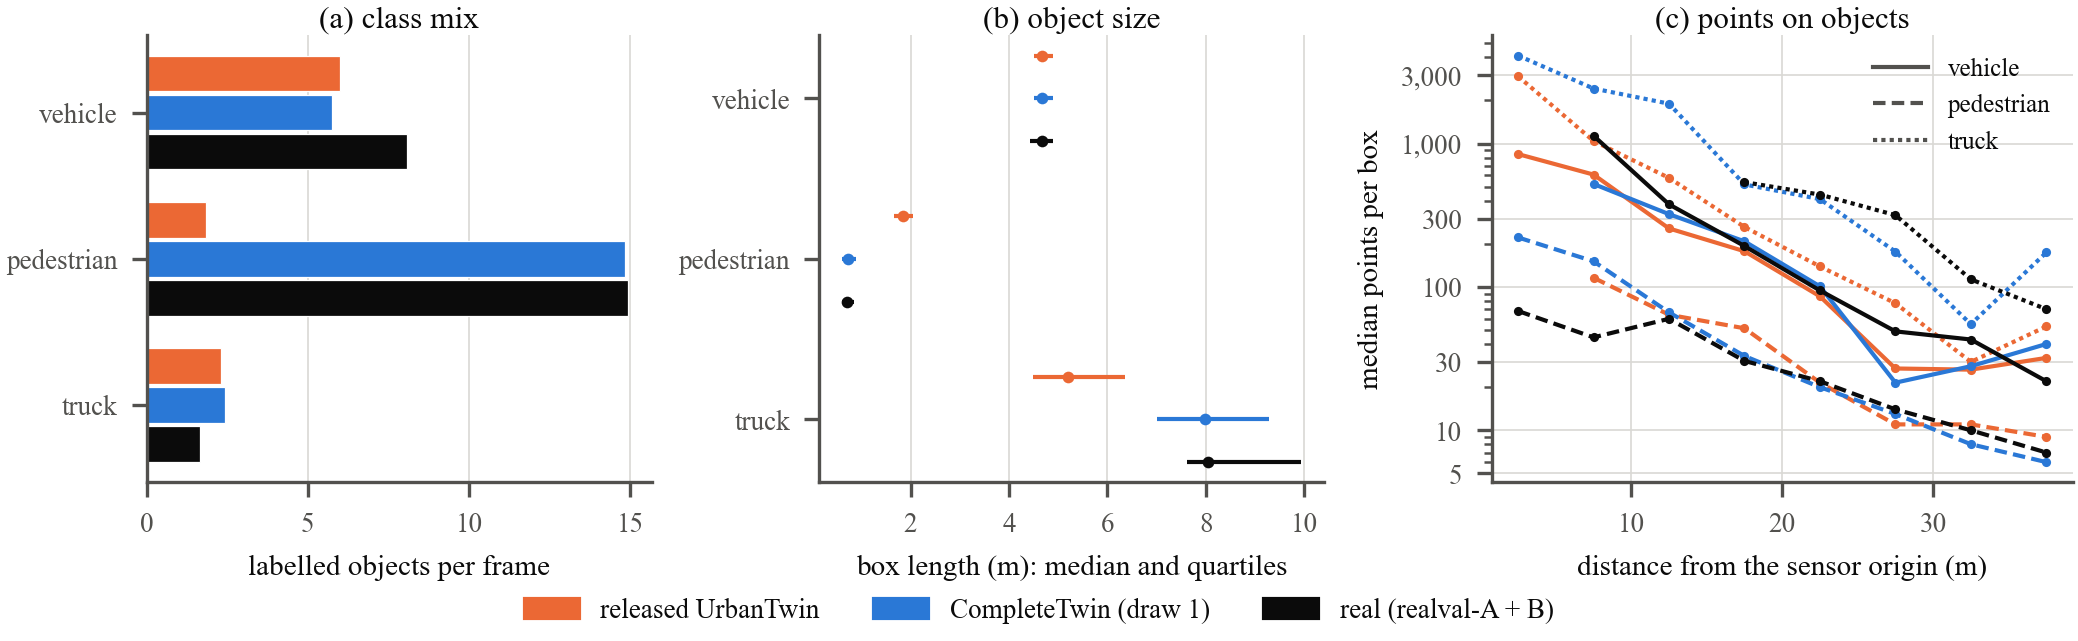 (a) class mix
vehicle
pedestrian
truck
0 5 10 15
labelled objects per frame
(b) object size
vehicle
pedestrian
truck
2 4 6 8 10
box length (m): median and quartiles
(c) points on objects
median points per box
3,000
1,000
300
100
30
10
5
vehicle
pedestrian
truck
10 20 30
distance from the sensor origin (m)
released UrbanTwin CompleteTwin (draw 1) real (realval-A + B)